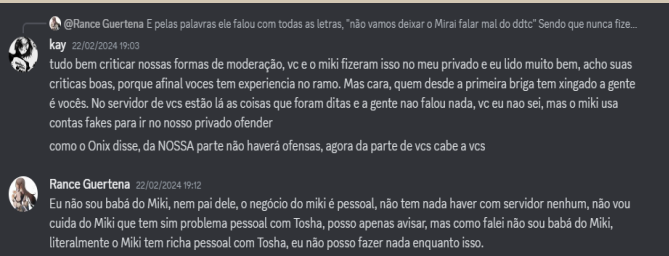 @Rance Guertena E pelas palavras ele falou com todas as letras, "não vamos deixar o Mirai falar mal do ddtc" Sendo que nunca fize...
kay 22/02/2024 19:03
tudo bem criticar nossas formas de moderação, vc e o miki fizeram isso no meu privado e eu lido muito bem, acho suas
criticas boas, porque afinal voces tem experiencia no ramo. Mas cara, quem desde a primeira briga tem xingado a gente
é vocês. No servidor de vcs estão lá as coisas que foram ditas e a gente nao falou nada, vc eu nao sei, mas o miki usa
contas fakes para ir no nosso privado ofender
como o Onix disse, da NOSSA parte não haverá ofensas, agora da parte de vcs cabe a vcs
Rance Guertena 22/02/2024 19:12
Eu não sou babá do Miki, nem pai dele, o negócio do miki é pessoal, não tem nada haver com servidor nenhum, não vou
cuida do Miki que tem sim problema pessoal com Tosha, posso apenas avisar, mas como falei não sou babá do Miki,
literalmente o Miki tem richa pessoal com Tosha, eu não posso fazer nada enquanto isso.